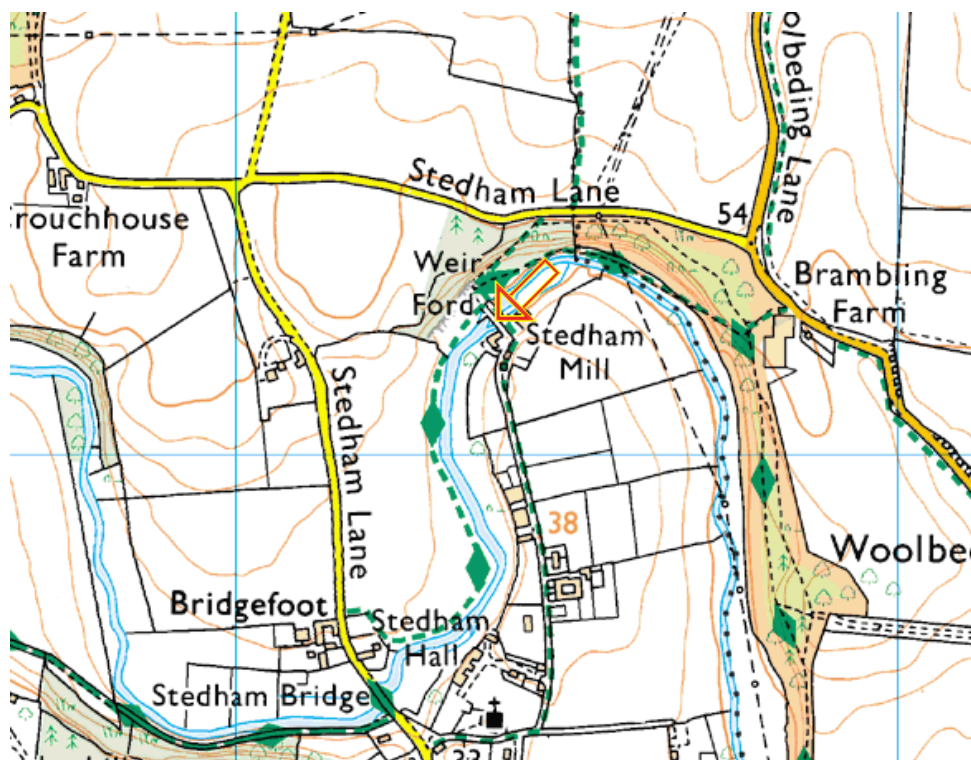 olbeding Lane
Stedham Lane
54
rouchhouse
Farm
Weir
Ford
Brambling
Farm
Stedham
Mill
Stedham Lane
38
Woolbe
Bridgefoot
Stedham
Hall
Stedham Bridge
33